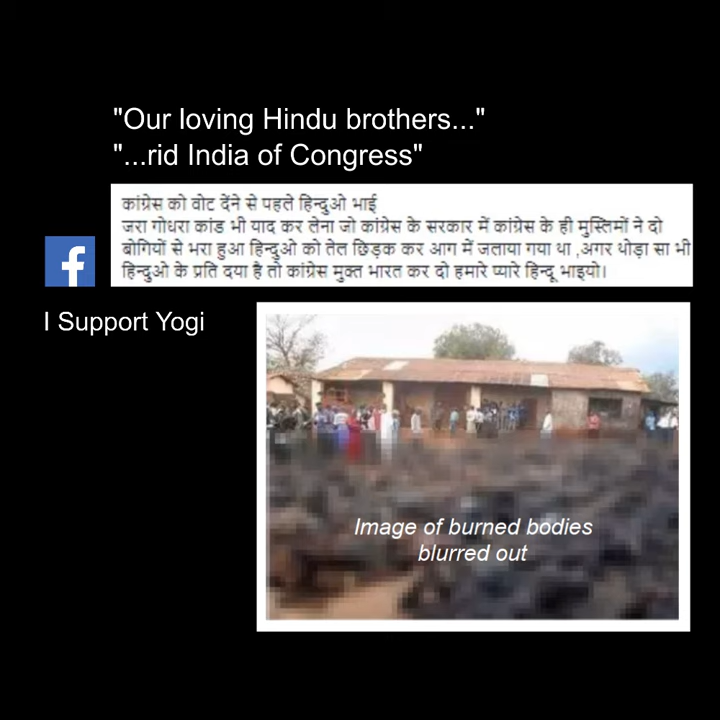 "Our loving Hindu brothers..."
"...rid India of Congress"
कांग्रेस को वोट देंने से पहले हिन्दुओ भाई
जरा गोधरा कांड भी याद कर लेना जो कांग्रेस के सरकार में कांग्रेस के ही मुस्लिमों ने दो
बोगियों से भरा हुआ हिन्दुओ को तेल छिड़क कर आग में जलाया गया था ,अगर थोड़ा सा भी
हिन्दुओ के प्रति दया है तो कांग्रेस मुक्त भारत कर दो हमारे प्यारे हिन्दू भाइयो।
f
I Support Yogi
Image of burned bodies
blurred out